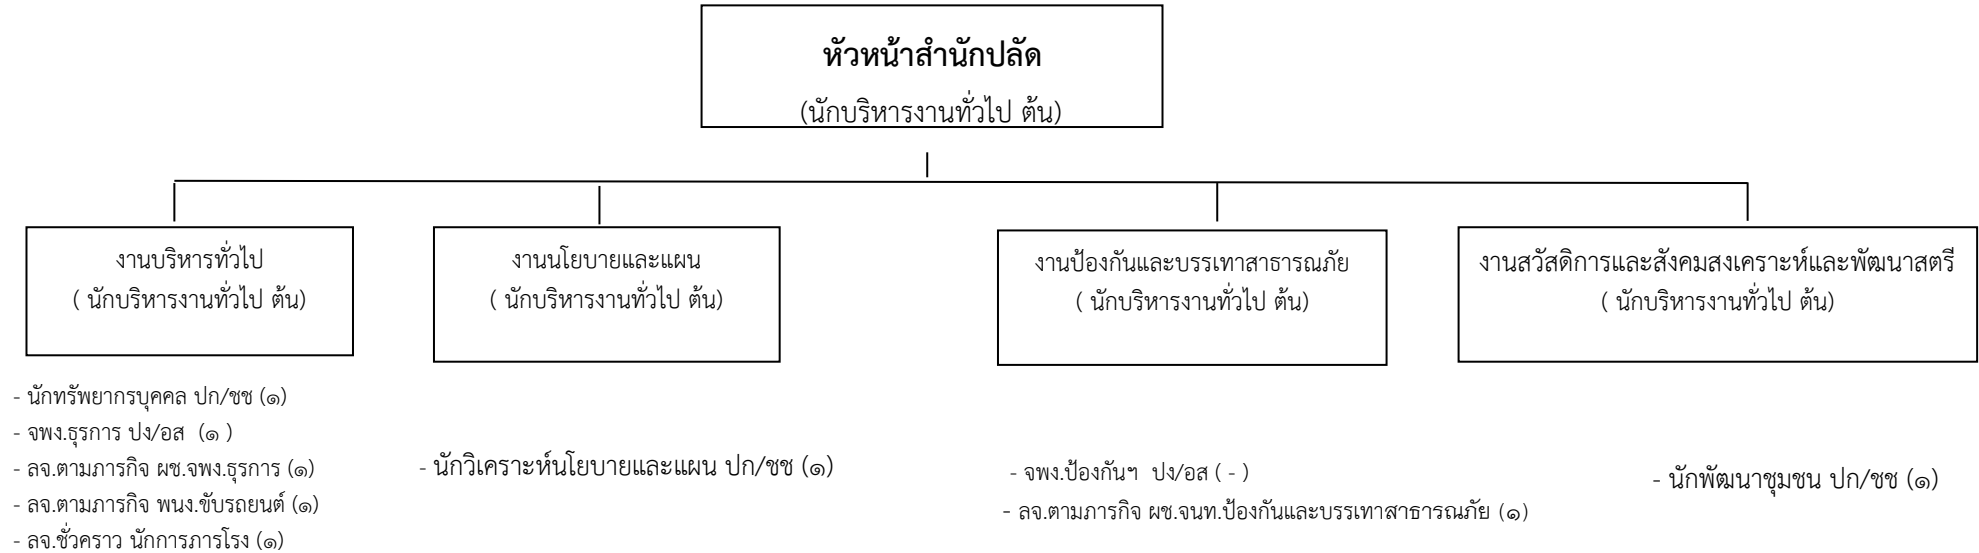 หัวหน้าสำนักปลัด
(นักบริหารงานทั่วไป ต้น)
งานบริหารทั่วไป
( นักบริหารงานทั่วไป ต้น)
งานนโยบายและแผน
( นักบริหารงานทั่วไป ต้น)
งานป้องกันและบรรเทาสาธารณภัย
( นักบริหารงานทั่วไป ต้น)
งานสวัสดิการและสังคมสงเคราะห์และพัฒนาสตรี
( นักบริหารงานทั่วไป ต้น)
- นักทรัพยากรบุคคล ปก/ชช (๑)
- จพง.ธุรการ ปง/อส (๑ )
- ลจ.ตามภารกิจ ผช.จพง.ธุรการ (๑)
- ลจ.ตามภารกิจ พนง.ขับรถยนต์ (๑)
- ลจ.ชั่วคราว นักการภารโรง (๑)
- นักวิเคราะห์นโยบายและแผน ปก/ชช (๑)
- จพง.ป้องกันฯ ปง/อส ( - )
- ลจ.ตามภารกิจ ผช.จนท.ป้องกันและบรรเทาสาธารณภัย (๑)
- นักพัฒนาชุมชน ปก/ชช (๑)